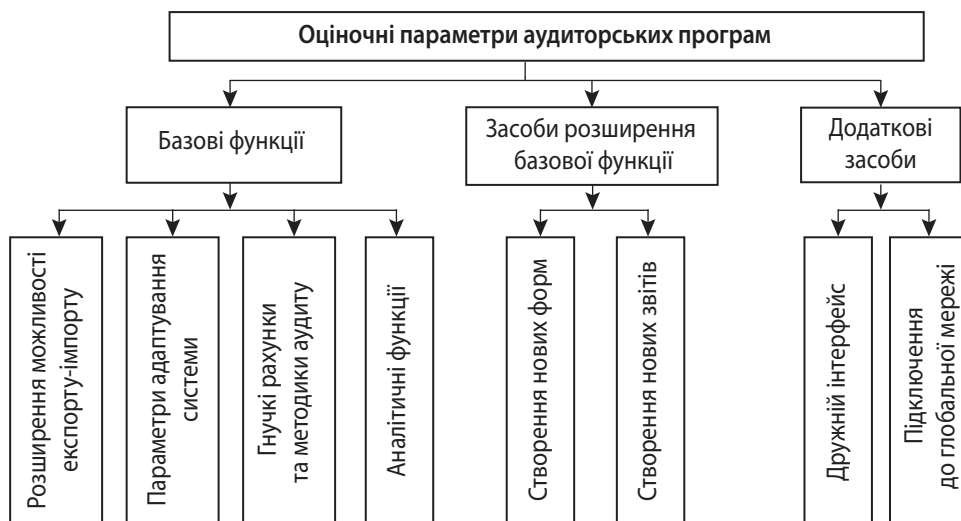 Оціночні параметри аудиторських програм
Базові функції
Засоби розширення
базової функції
Додаткові
засоби
Розширення можливості
експорту-імпорту
Параметри адаптування
системи
Гнучкі рахунки
та методики аудиту
Аналітичні функції
Створення нових форм
Створення нових звітів
Дружній інтерфейс
Підключення
до глобальної мережі